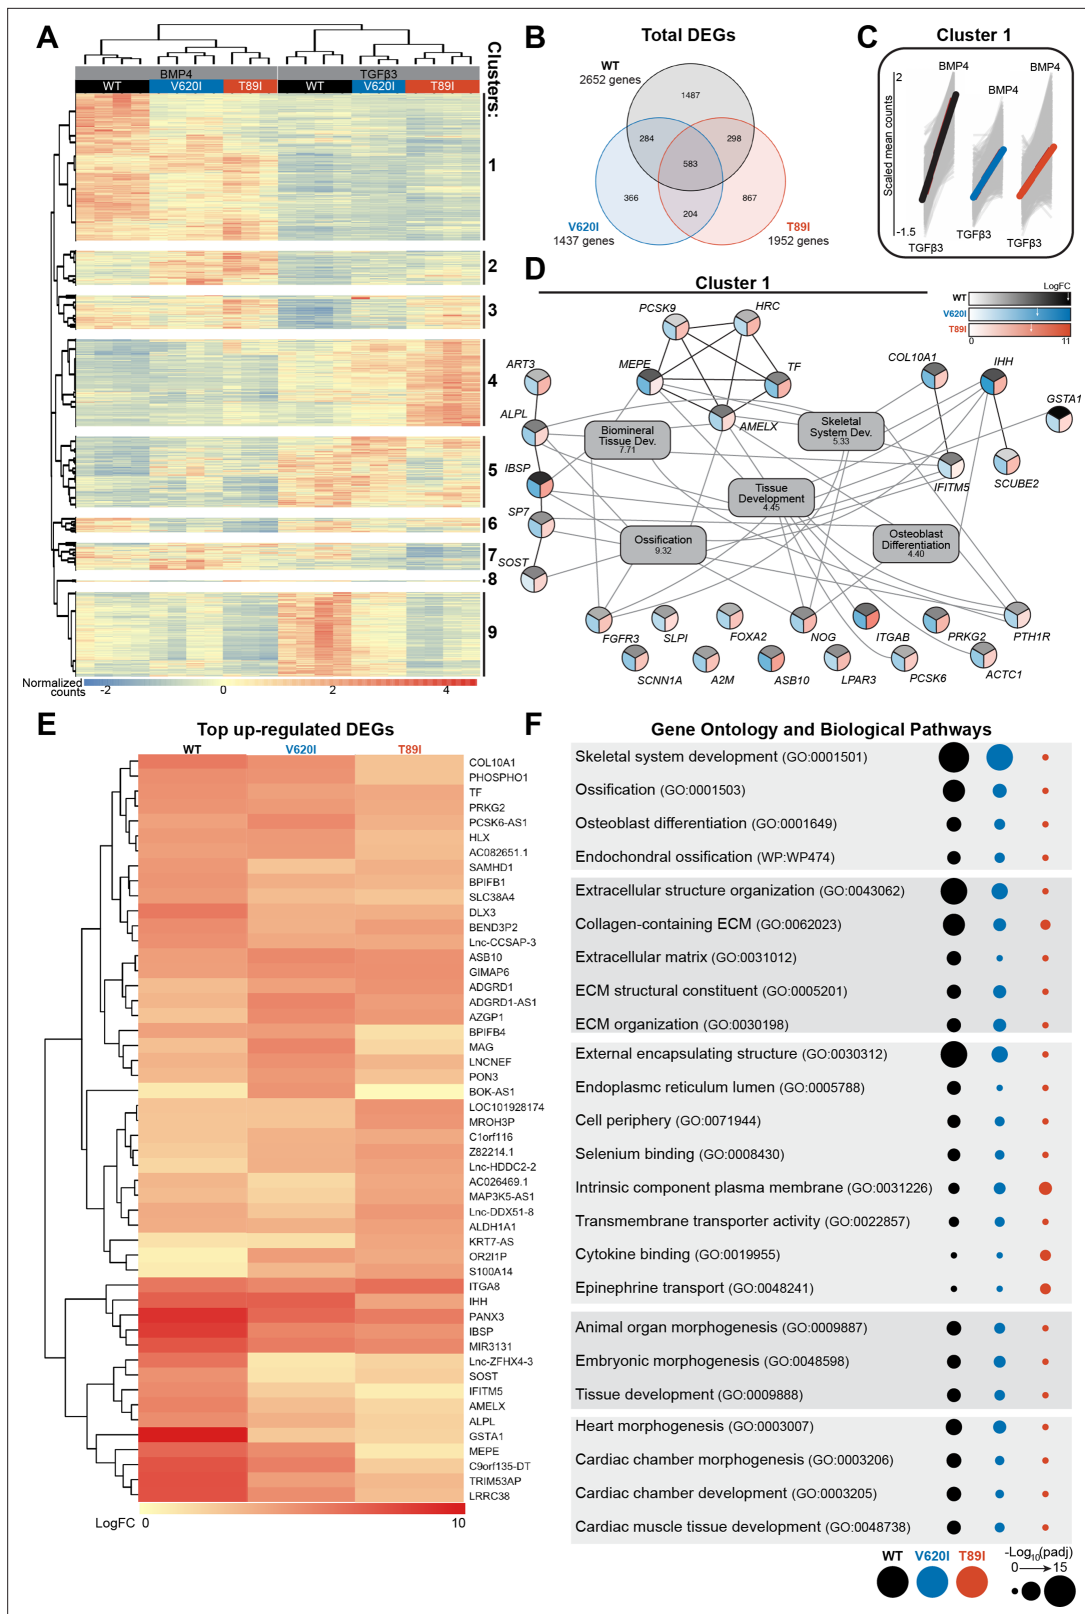 A
BMP4
TGFβ3
WT
V620I
T89I
WT
V620I
T89I
Clusters:
1
2
3
4
5
6
7
8
9
Normalized
counts
-2
0
2
4
B
Total DEGs
WT
2652 genes
1487
284
298
583
366
204
867
V620I
1437 genes
T89I
1952 genes
C
Cluster 1
Scaled mean counts
2
-1.5
BMP4
BMP4
BMP4
TGFβ3
TGFβ3
TGFβ3
D
Cluster 1
LogFC
WT
V620I
T89I
0
11
PCSK9
HRC
ART3
MEPE
TF
COL10A1
IHH
GSTA1
ALPL
AMELX
Biomineral
Tissue Dev.
7.71
Skeletal
System Dev.
5.33
IBSP
IFITM5
SCUBE2
Tissue
Development
4.45
SP7
Ossification
9.32
Osteoblast
Differentiation
4.40
SOST
FGFR3
SLPI
FOXA2
NOG
ITGAB
PRKG2
PTH1R
SCNN1A
A2M
ASB10
LPAR3
PCSK6
ACTC1
E
Top up-regulated DEGs
WT
V620I
T89I
COL10A1
PHOSPHO1
TF
PRKG2
PCSK6-AS1
HLX
AC082651.1
SAMHD1
BPIFB1
SLC38A4
DLX3
BEND3P2
Lnc-CCSAP-3
ASB10
GIMAP6
ADGRD1
ADGRD1-AS1
AZGP1
BPIFB4
MAG
LNCNEF
PON3
BOK-AS1
LOC101928174
MROH3P
C1orf116
Z82214.1
Lnc-HDDC2-2
AC026469.1
MAP3K5-AS1
Lnc-DDX51-8
ALDH1A1
KRT7-AS
OR2I1P
S100A14
ITGA8
IHH
PANX3
IBSP
MIR3131
Lnc-ZFHX4-3
SOST
IFITM5
AMELX
ALPL
GSTA1
MEPE
C9orf135-DT
TRIM53AP
LRRC38
LogFC
0
10
F
Gene Ontology and Biological Pathways
Skeletal system development (GO:0001501)
Ossification (GO:0001503)
Osteoblast differentiation (GO:0001649)
Endochondral ossification (WP:WP474)
Extracellular structure organization (GO:0043062)
Collagen-containing ECM (GO:0062023)
Extracellular matrix (GO:0031012)
ECM structural constituent (GO:0005201)
ECM organization (GO:0030198)
External encapsulating structure (GO:0030312)
Endoplasmc reticulum lumen (GO:0005788)
Cell periphery (GO:0071944)
Selenium binding (GO:0008430)
Intrinsic component plasma membrane (GO:0031226)
Transmembrane transporter activity (GO:0022857)
Cytokine binding (GO:0019955)
Epinephrine transport (GO:0048241)
Animal organ morphogenesis (GO:0009887)
Embryonic morphogenesis (GO:0048598)
Tissue development (GO:0009888)
Heart morphogenesis (GO:0003007)
Cardiac chamber morphogenesis (GO:0003206)
Cardiac chamber development (GO:0003205)
Cardiac muscle tissue development (GO:0048738)
WT
V620I
T89I
-Log10(padj)
0
15